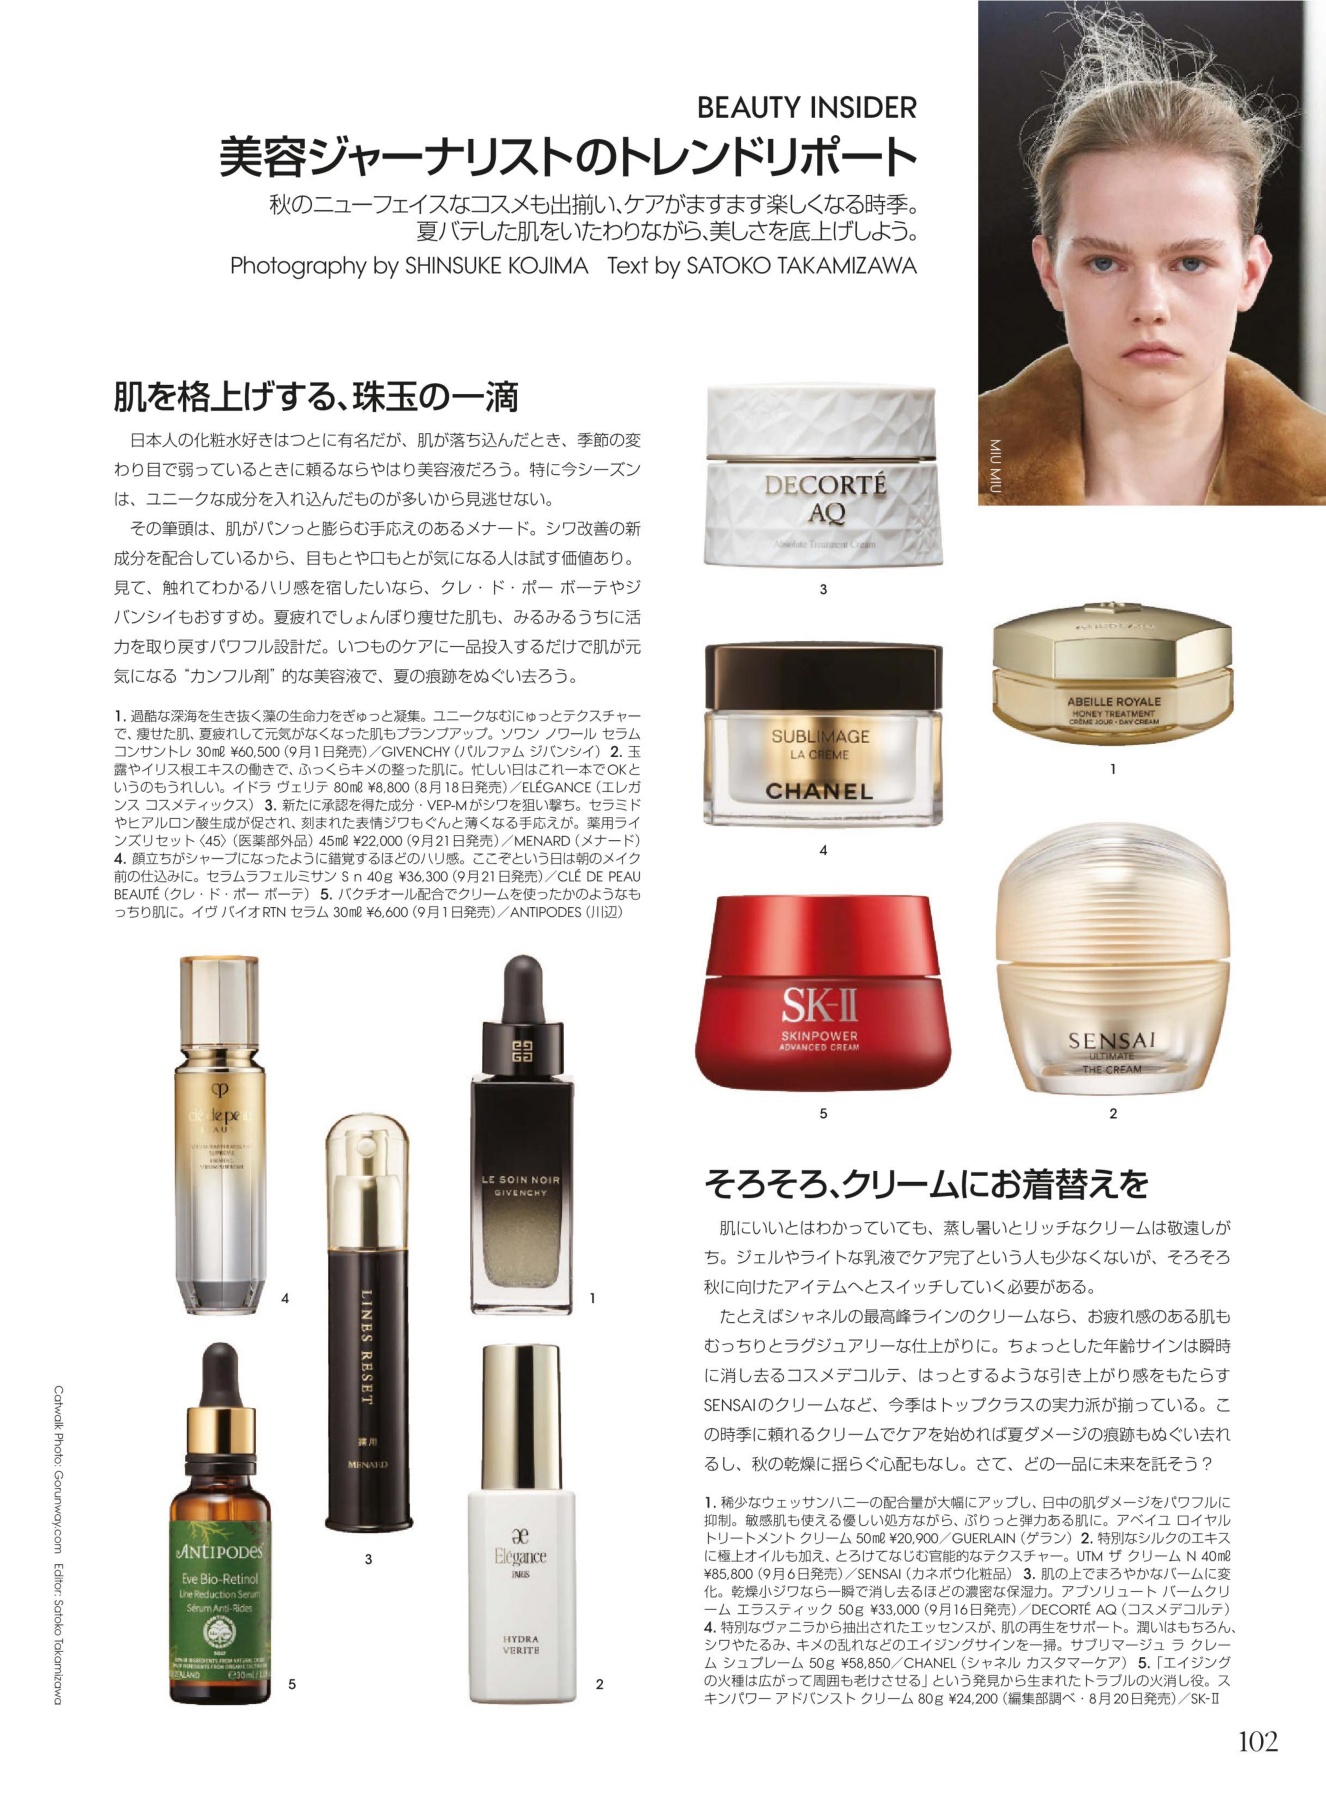 BEAUTY INSIDER
美容ジャーナリストのトレンドリポート
秋のニューフェイスなコスメも出揃い、ケアがますます楽しくなる時季。
夏バテした肌をいたわりながら、美しさを底上げしよう。
Photography by SHINSUKE KOJIMA Text by SATOKO TAKAMIZAWA
MIU MIU
肌を格上げする、珠玉の一滴
日本人の化粧水好きはつとに有名だが、肌が落ち込んだとき、季節の変
わり目で弱っているときに頼るならやはり美容液だろう。特に今シーズン
は、ユニークな成分を入れ込んだものが多いから見逃せない。
その筆頭は、肌がパンっと膨らむ手応えのあるメナード。シワ改善の新
成分を配合しているから、目もとや口もとが気になる人は試す価値あり。
見て、触れてわかるハリ感を宿したいなら、クレ・ド・ポー ボーテやジ
バンシイもおすすめ。夏疲れでしょんぼり痩せた肌も、みるみるうちに活
力を取り戻すパワフル設計だ。いつものケアに一品投入するだけで肌が元
気になる“カンフル剤”的な美容液で、夏の痕跡をぬぐい去ろう。
1. 過酷な深海を生き抜く藻の生命力をぎゅっと凝集。ユニークなむにゅっとテクスチャー
で、痩せた肌、夏疲れして元気がなくなった肌もプランプアップ。ソワン ノワール セラム
コンサントレ 30㎖ ¥60,500（9月1日発売）／GIVENCHY（パルファム ジバンシイ） 2. 玉
露やイリス根エキスの働きで、ふっくらキメの整った肌に。忙しい日はこれ一本でOKと
いうのもうれしい。イドラ ヴェリテ 80㎖ ¥8,800（8月18日発売）／ELÉGANCE（エレガ
ンス コスメティックス） 3. 新たに承認を得た成分・VEP-Mがシワを狙い撃ち。セラミド
やヒアルロン酸生成が促され、刻まれた表情ジワもぐんと薄くなる手応えが。薬用ライ
ンズリセット〈45〉（医薬部外品）45㎖ ¥22,000（9月21日発売）／MENARD（メナード）
4. 顔立ちがシャープになったように錯覚するほどのハリ感。ここぞという日は朝のメイク
前の仕込みに。セラムラフェルミサン S n 40g ¥36,300（9月21日発売）／CLÉ DE PEAU
BEAUTÉ（クレ・ド・ポー ボーテ） 5. バクチオール配合でクリームを使ったかのようなも
っちり肌に。イヴ バイオRTN セラム 30㎖ ¥6,600（9月1日発売）／ANTIPODES（川辺）
DECORTÉ
AQ
Absolute Treatment Cream
3
ABEILLE ROYALE
HONEY TREATMENT
CRÈME JOUR - DAY CREAM
1
SUBLIMAGE
LA CRÈME
CHANEL
4
SK-II
SKINPOWER
ADVANCED CREAM
5
SENSAI
ULTIMATE
THE CREAM
2
clé de peau
4
LE SOIN NOIR
GIVENCHY
1
LINES RESET
薬用
MENARD
3
ANTIPODES
Eve Bio-Retinol
Line Reduction Serum
Sérum Anti-Rides
5
Elégance
PARIS
HYDRA
VERITE
2
そろそろ、クリームにお着替えを
肌にいいとはわかっていても、蒸し暑いとリッチなクリームは敬遠しが
ち。ジェルやライトな乳液でケア完了という人も少なくないが、そろそろ
秋に向けたアイテムへとスイッチしていく必要がある。
たとえばシャネルの最高峰ラインのクリームなら、お疲れ感のある肌も
むっちりとラグジュアリーな仕上がりに。ちょっとした年齢サインは瞬時
に消し去るコスメデコルテ、はっとするような引き上がり感をもたらす
SENSAIのクリームなど、今季はトップクラスの実力派が揃っている。こ
の時季に頼れるクリームでケアを始めれば夏ダメージの痕跡もぬぐい去れ
るし、秋の乾燥に揺らぐ心配もなし。さて、どの一品に未来を託そう？
1. 稀少なウェッサンハニーの配合量が大幅にアップし、日中の肌ダメージをパワフルに
抑制。敏感肌も使える優しい処方ながら、ぷりっと弾力ある肌に。アベイユ ロイヤル
トリートメント クリーム 50㎖ ¥20,900／GUERLAIN（ゲラン） 2. 特別なシルクのエキス
に極上オイルも加え、とろけてなじむ官能的なテクスチャー。UTM ザ クリーム N 40㎖
¥85,800（9月6日発売）／SENSAI（カネボウ化粧品） 3. 肌の上でまろやかなバームに変
化。乾燥小ジワなら一瞬で消し去るほどの濃密な保湿力。アブソリュート バームクリ
ーム エラスティック 50g ¥33,000（9月16日発売）／DECORTÉ AQ（コスメデコルテ）
4. 特別なヴァニラから抽出されたエッセンスが、肌の再生をサポート。潤いはもちろん、
シワやたるみ、キメの乱れなどのエイジングサインを一掃。サブリマージュ ラ クレー
ム シュプレーム 50g ¥58,850／CHANEL（シャネル カスタマーケア） 5.「エイジング
の火種は広がって周囲も老けさせる」という発見から生まれたトラブルの火消し役。ス
キンパワー アドバンスト クリーム 80g ¥24,200（編集部調べ・8月20日発売）／SK-II
Catwalk Photo: Gorunway.com Editor: Satoko Takamizawa
102